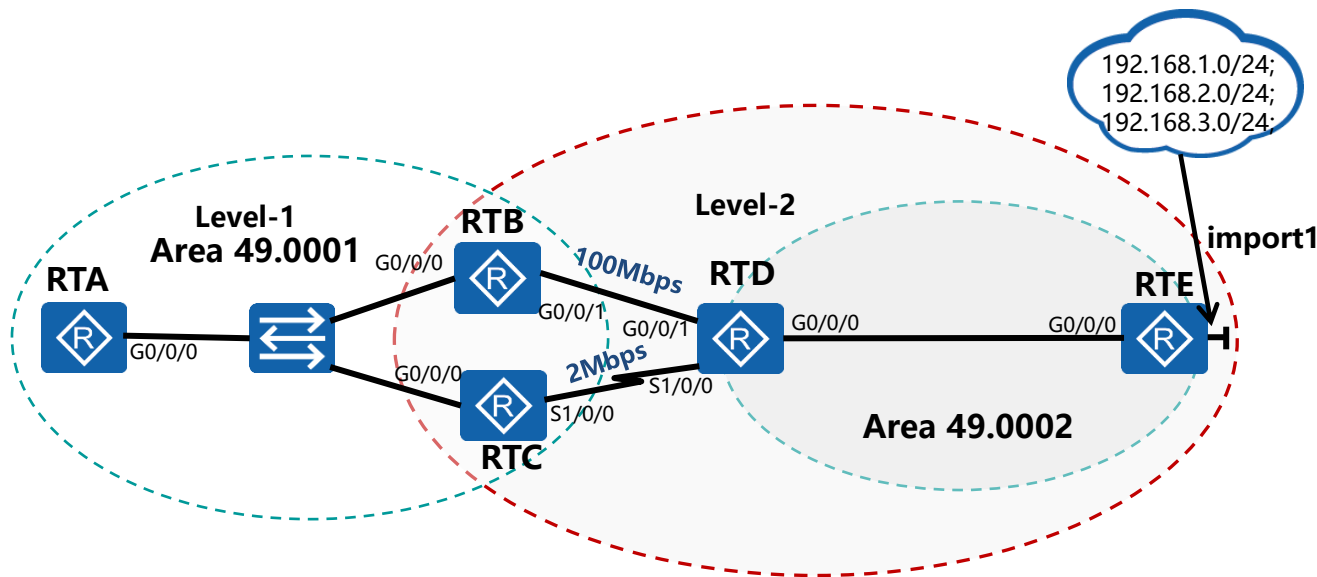 192.168.1.0/24;
192.168.2.0/24;
192.168.3.0/24;
import1
Level-1
Area 49.0001
Level-2
RTA
G0/0/0
RTB
G0/0/0
G0/0/1
100Mbps
RTC
G0/0/0
S1/0/0
2Mbps
RTD
G0/0/1
S1/0/0
G0/0/0
RTE
G0/0/0
Area 49.0002
R
R
R
R
R